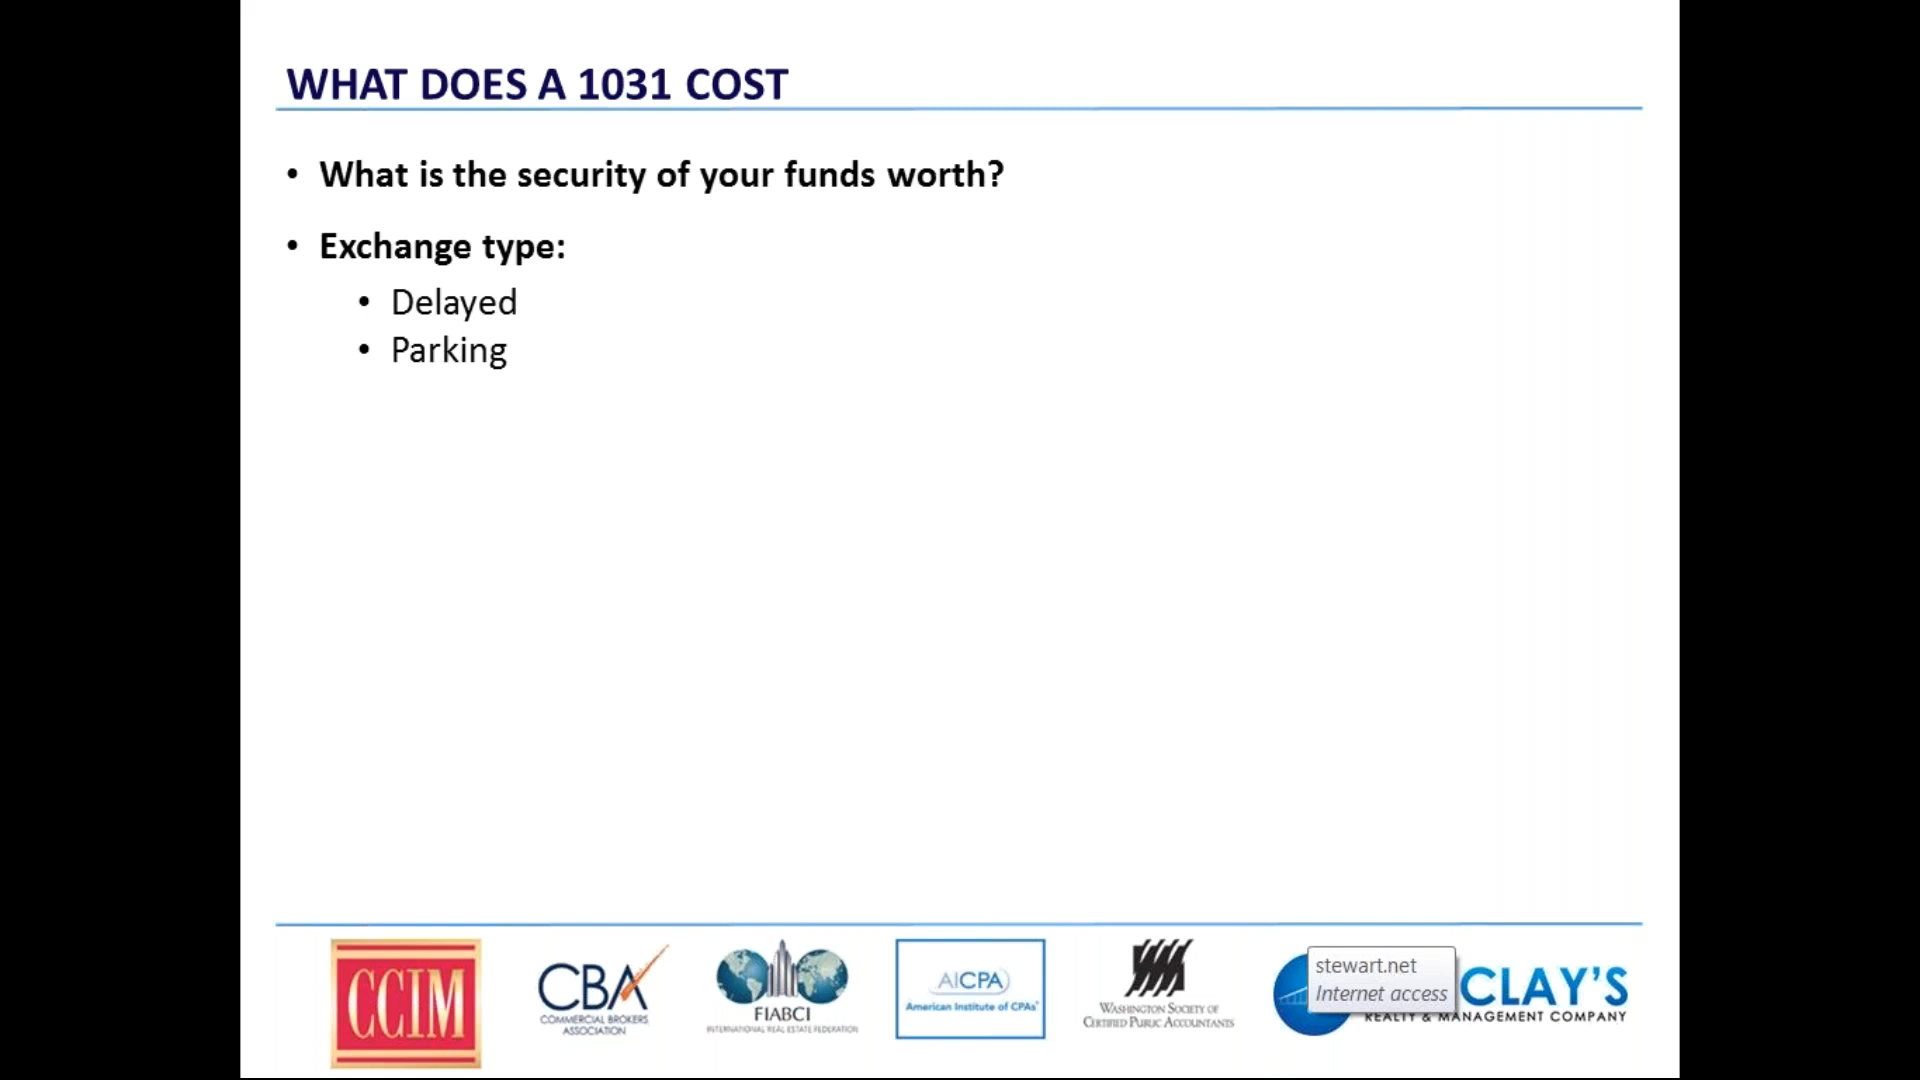 WHAT DOES A 1031 COST
• What is the security of your funds worth?
• Exchange type:
• Delayed
• Parking
CCIM
CBA
COMMERCIAL BROKERS
ASSOCIATION
FIABCI
INTERNATIONAL REAL ESTATE FEDERATION
AICPA
American Institute of CPAs®
WASHINGTON SOCIETY OF
CERTIFIED PUBLIC ACCOUNTANTS
stewart.net
Internet access
CLAY'S
REALTY & MANAGEMENT COMPANY